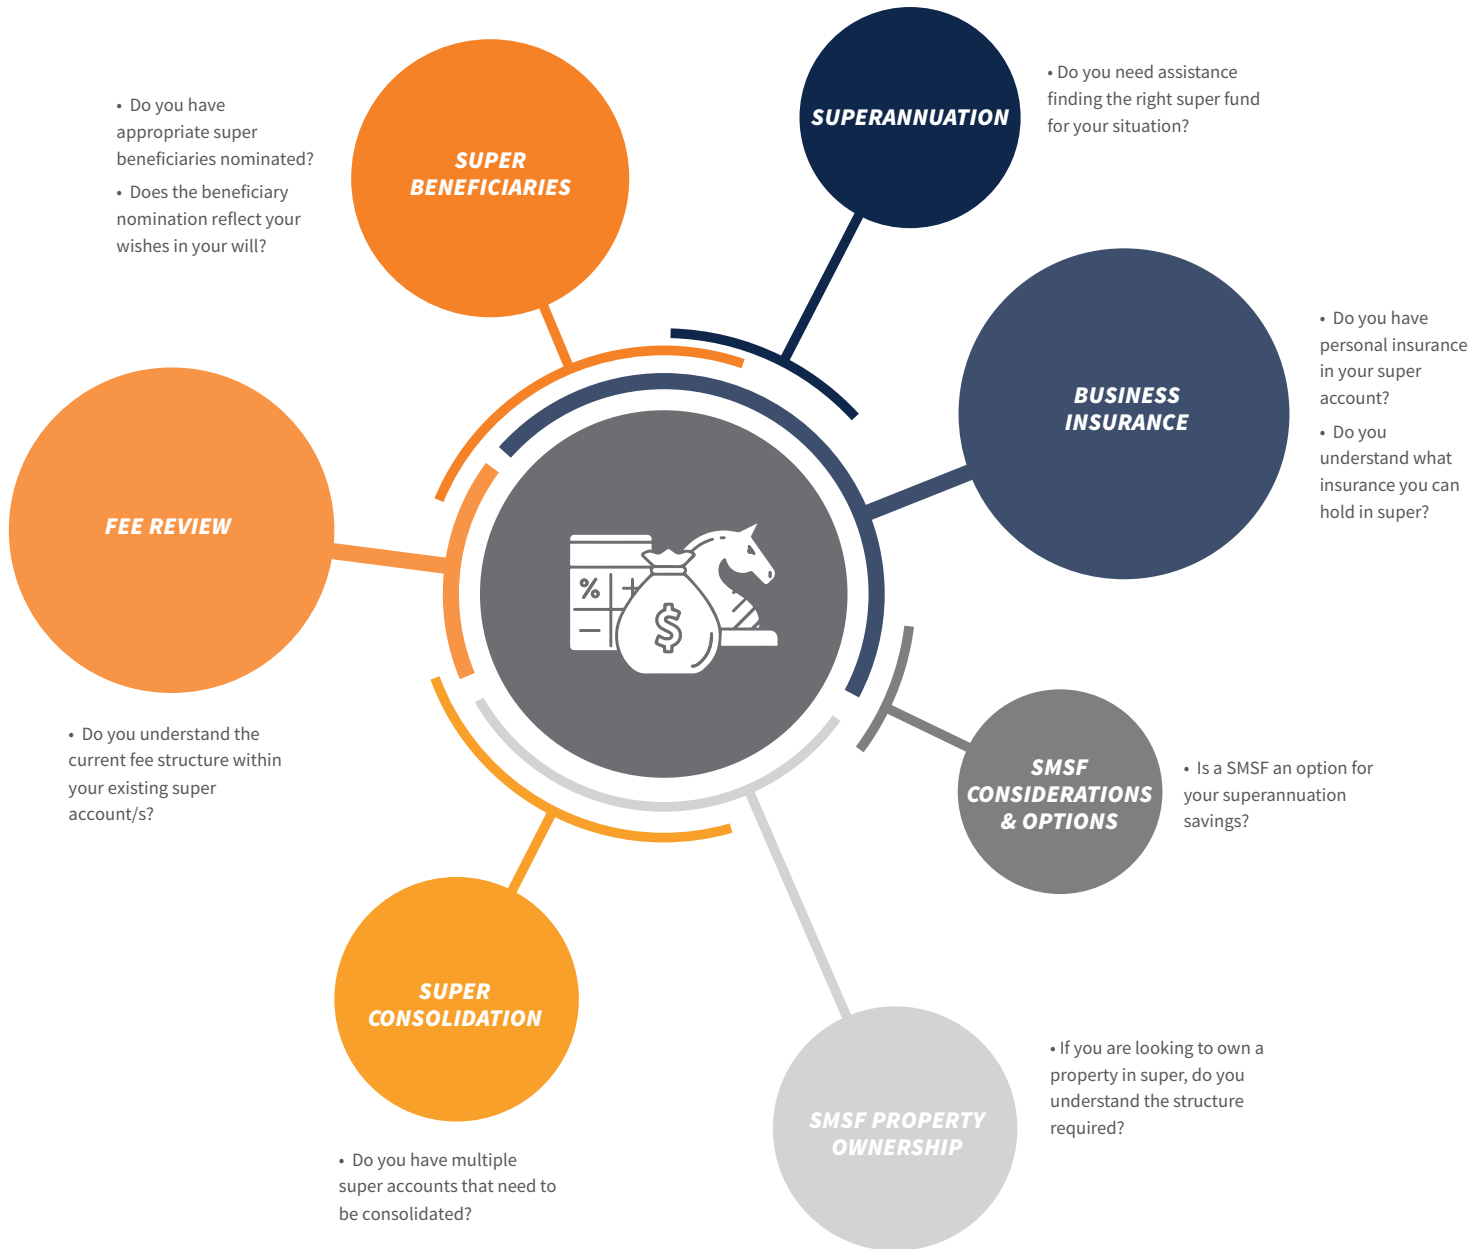 • Do you have
appropriate super
beneficiaries nominated?
• Does the beneficiary
nomination reflect your
wishes in your will?
SUPER
BENEFICIARIES
SUPERANNUATION
• Do you need assistance
finding the right super fund
for your situation?
BUSINESS
INSURANCE
• Do you have
personal insurance
in your super
account?
• Do you
understand what
insurance you can
hold in super?
FEE REVIEW
• Do you understand the
current fee structure within
your existing super
account/s?
% +
−
$
SMSF
CONSIDERATIONS
& OPTIONS
• Is a SMSF an option for
your superannuation
savings?
SUPER
CONSOLIDATION
• Do you have multiple
super accounts that need to
be consolidated?
SMSF PROPERTY
OWNERSHIP
• If you are looking to own a
property in super, do you
understand the structure
required?